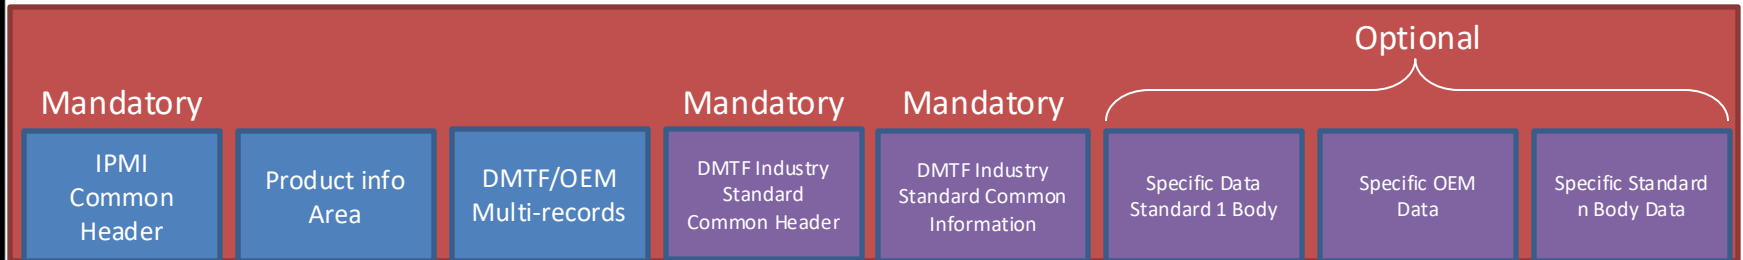 Optional
Mandatory
Mandatory
Mandatory
IPMI
Common
Header
Product info
Area
DMTF/OEM
Multi-records
DMTF Industry
Standard
Common Header
DMTF Industry
Standard Common
Information
Specific Data
Standard 1 Body
Specific OEM
Data
Specific Standard
n Body Data